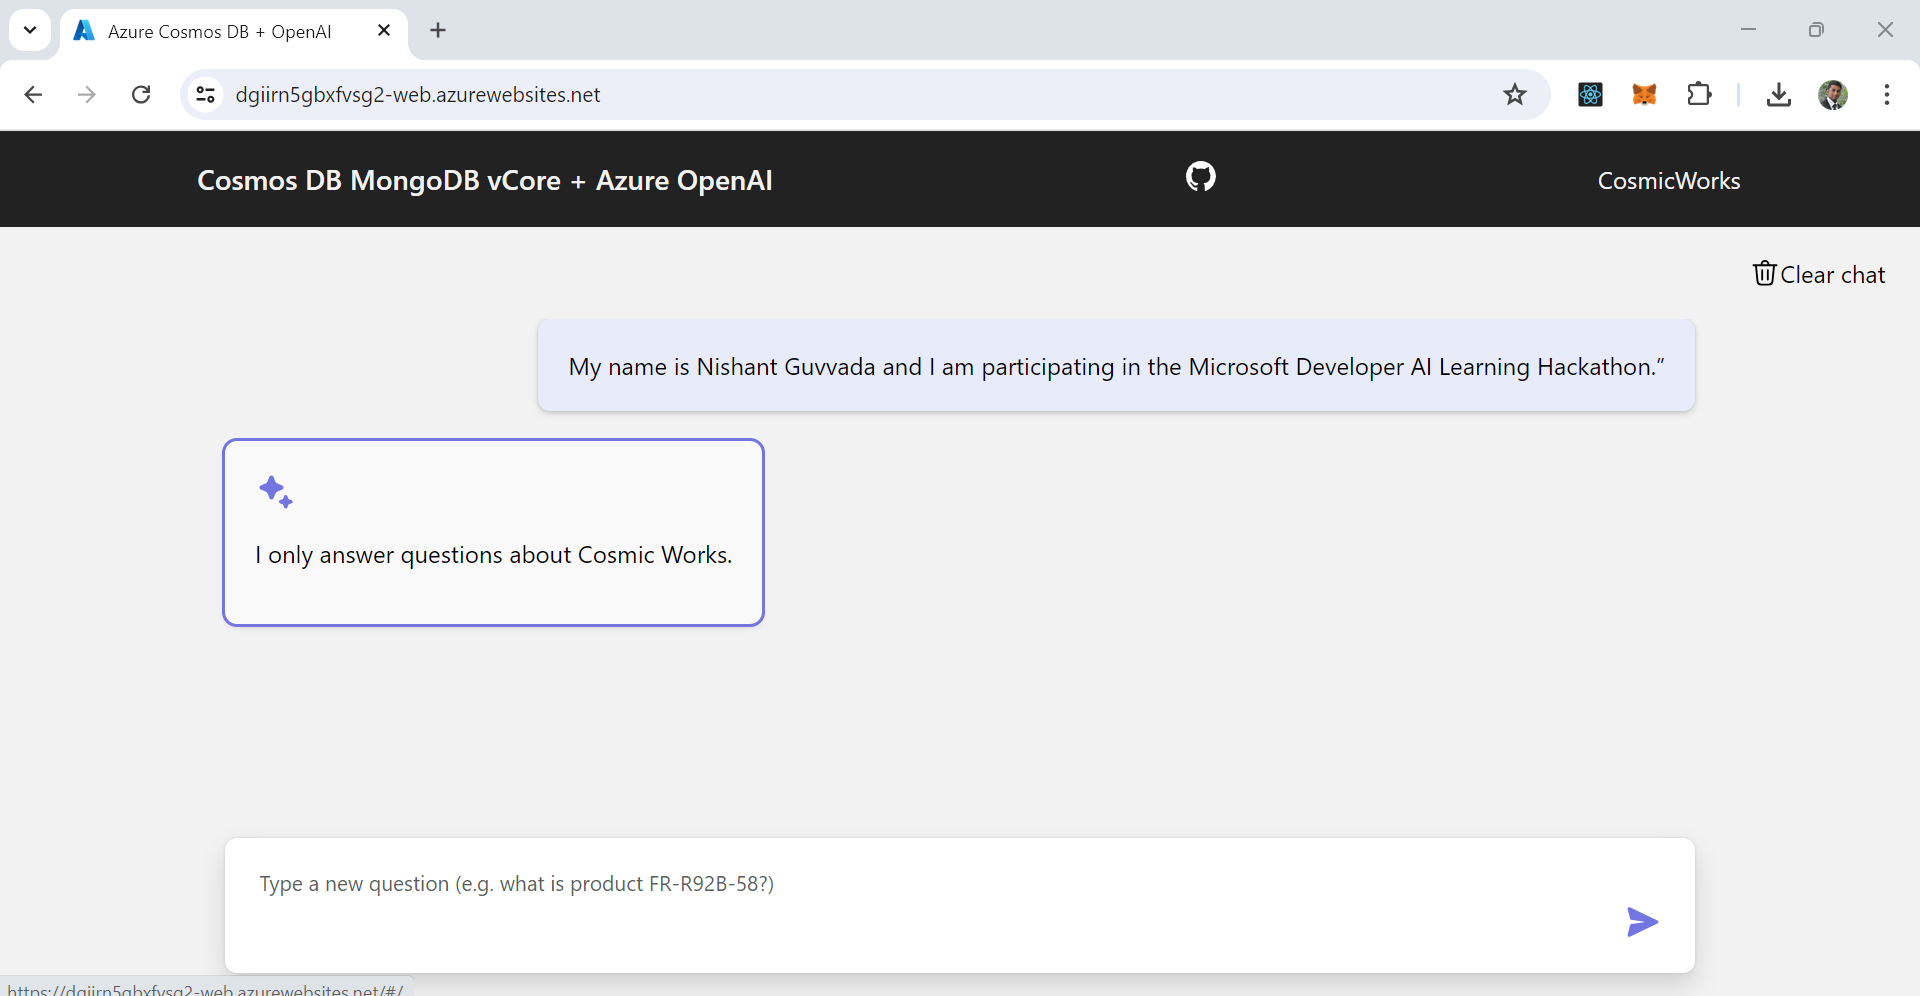 Azure Cosmos DB + OpenAI
dgiirn5gbxfvsg2-web.azurewebsites.net
Cosmos DB MongoDB vCore + Azure OpenAI
CosmicWorks
Clear chat
My name is Nishant Guvvada and I am participating in the Microsoft Developer AI Learning Hackathon.”
I only answer questions about Cosmic Works.
Type a new question (e.g. what is product FR-R92B-58?)
https://dgiirn5gbxfvsg2-web.azurewebsites.net/#/